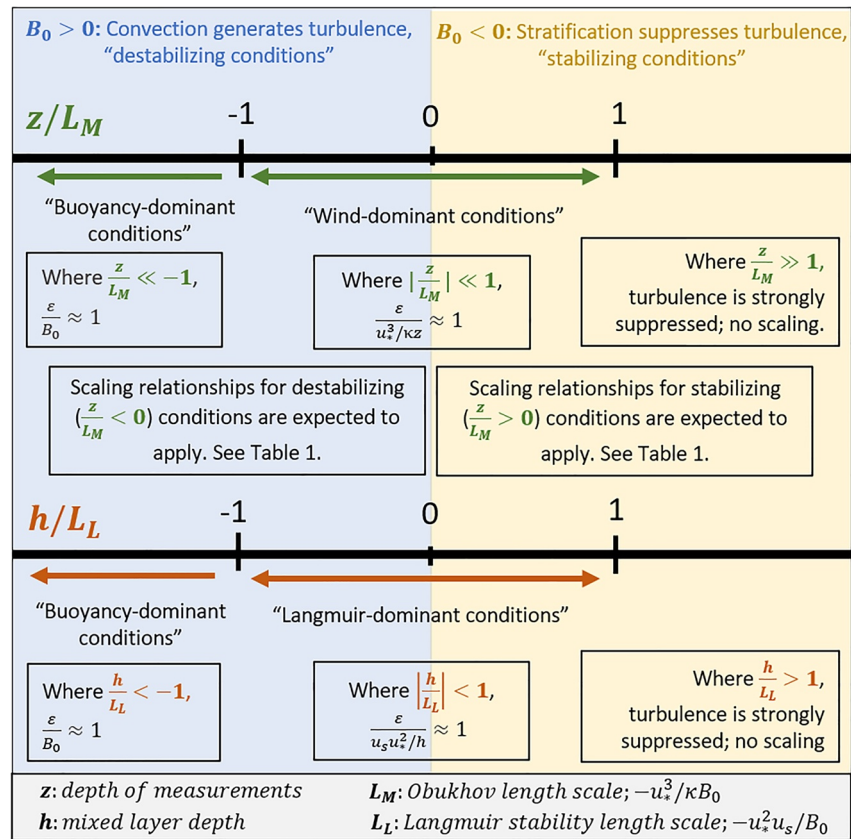 B₀ > 0: Convection generates turbulence,
"destabilizing conditions"
B₀ < 0: Stratification suppresses turbulence,
"stabilizing conditions"
z/L_M
-1
0
1
"Buoyancy-dominant
conditions"
"Wind-dominant conditions"
Where z/L_M ≪ −1,
ε/B₀ ≈ 1
Where |z/L_M| ≪ 1,
ε/(u_*³/κz) ≈ 1
Where z/L_M ≫ 1,
turbulence is strongly
suppressed; no scaling.
Scaling relationships for destabilizing
(z/L_M < 0) conditions are expected to
apply. See Table 1.
Scaling relationships for stabilizing
(z/L_M > 0) conditions are expected to
apply. See Table 1.
h/L_L
-1
0
1
"Buoyancy-dominant
conditions"
"Langmuir-dominant conditions"
Where h/L_L < −1,
ε/B₀ ≈ 1
Where |h/L_L| < 1,
ε/(u_s u_*²/h) ≈ 1
Where h/L_L > 1,
turbulence is strongly
suppressed; no scaling
z: depth of measurements
L_M: Obukhov length scale; −u_*³/κB₀
h: mixed layer depth
L_L: Langmuir stability length scale; −u_*²u_s/B₀